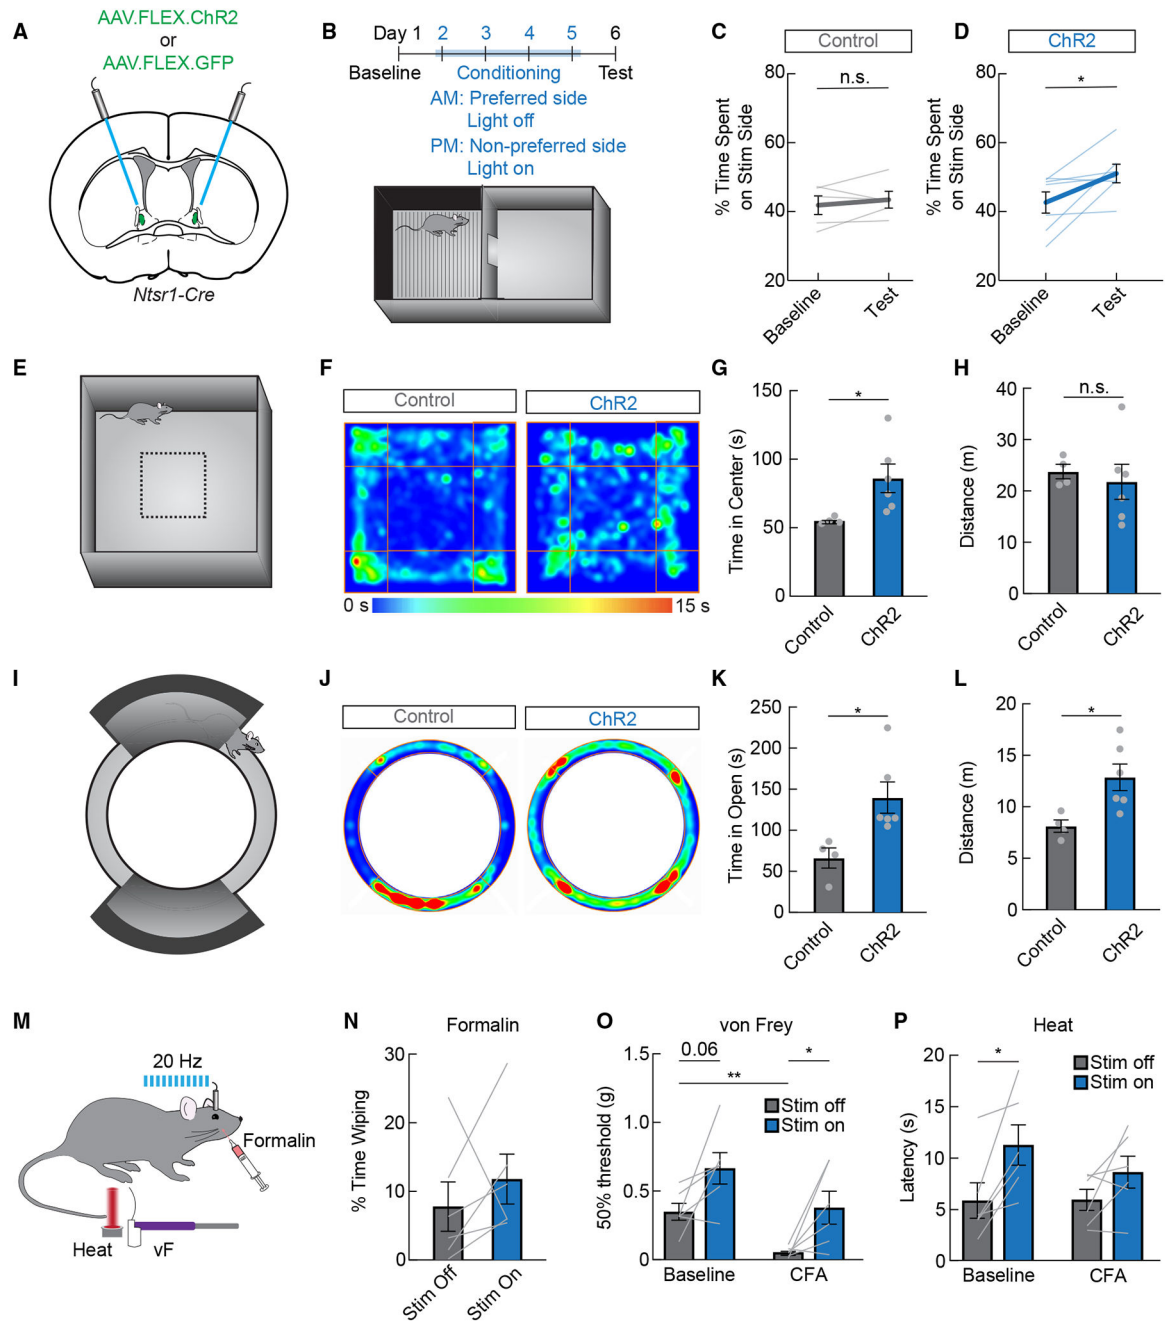 A
AAV.FLEX.ChR2
or
AAV.FLEX.GFP
Ntsr1-Cre
B
Day 1 2 3 4 5 6
Baseline Conditioning Test
AM: Preferred side
Light off
PM: Non-preferred side
Light on
C
Control
n.s.
% Time Spent
on Stim Side
80
60
40
20
Baseline
Test
D
ChR2
*
% Time Spent
on Stim Side
80
60
40
20
Baseline
Test
E
F
Control
ChR2
0 s
15 s
G
*
Time in Center (s)
150
100
50
0
Control
ChR2
H
n.s.
Distance (m)
40
30
20
10
0
Control
ChR2
I
J
Control
ChR2
K
*
Time in Open (s)
250
200
150
100
50
0
Control
ChR2
L
*
Distance (m)
20
15
10
5
0
Control
ChR2
M
20 Hz
Formalin
Heat
vF
N
Formalin
% Time Wiping
30
20
10
0
Stim Off
Stim On
O
von Frey
50% threshold (g)
1.5
1.0
0.5
0
0.06
*
**
Stim off
Stim on
Baseline
CFA
P
Heat
Latency (s)
20
15
10
5
0
*
Stim off
Stim on
Baseline
CFA